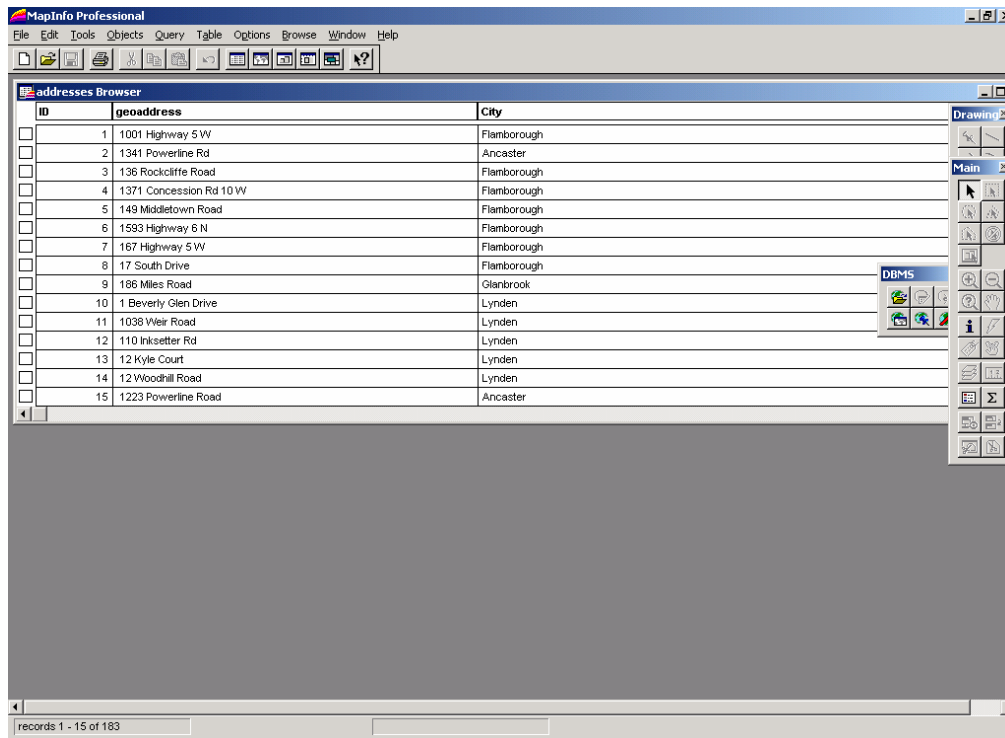 MapInfo Professional
File Edit Tools Objects Query Table Options Browse Window Help
addresses Browser
ID geoaddress City
1 1001 Highway 5 W Flamborough
2 1341 Powerline Rd Ancaster
3 136 Rockcliffe Road Flamborough
4 1371 Concession Rd 10 W Flamborough
5 149 Middletown Road Flamborough
6 1593 Highway 6 N Flamborough
7 167 Highway 5 W Flamborough
8 17 South Drive Flamborough
9 186 Miles Road Glanbrook
10 1 Beverly Glen Drive Lynden
11 1038 Weir Road Lynden
12 110 Inksetter Rd Lynden
13 12 Kyle Court Lynden
14 12 Woodhill Road Lynden
15 1223 Powerline Road Ancaster
Drawing
Main
DBMS
records 1 - 15 of 183